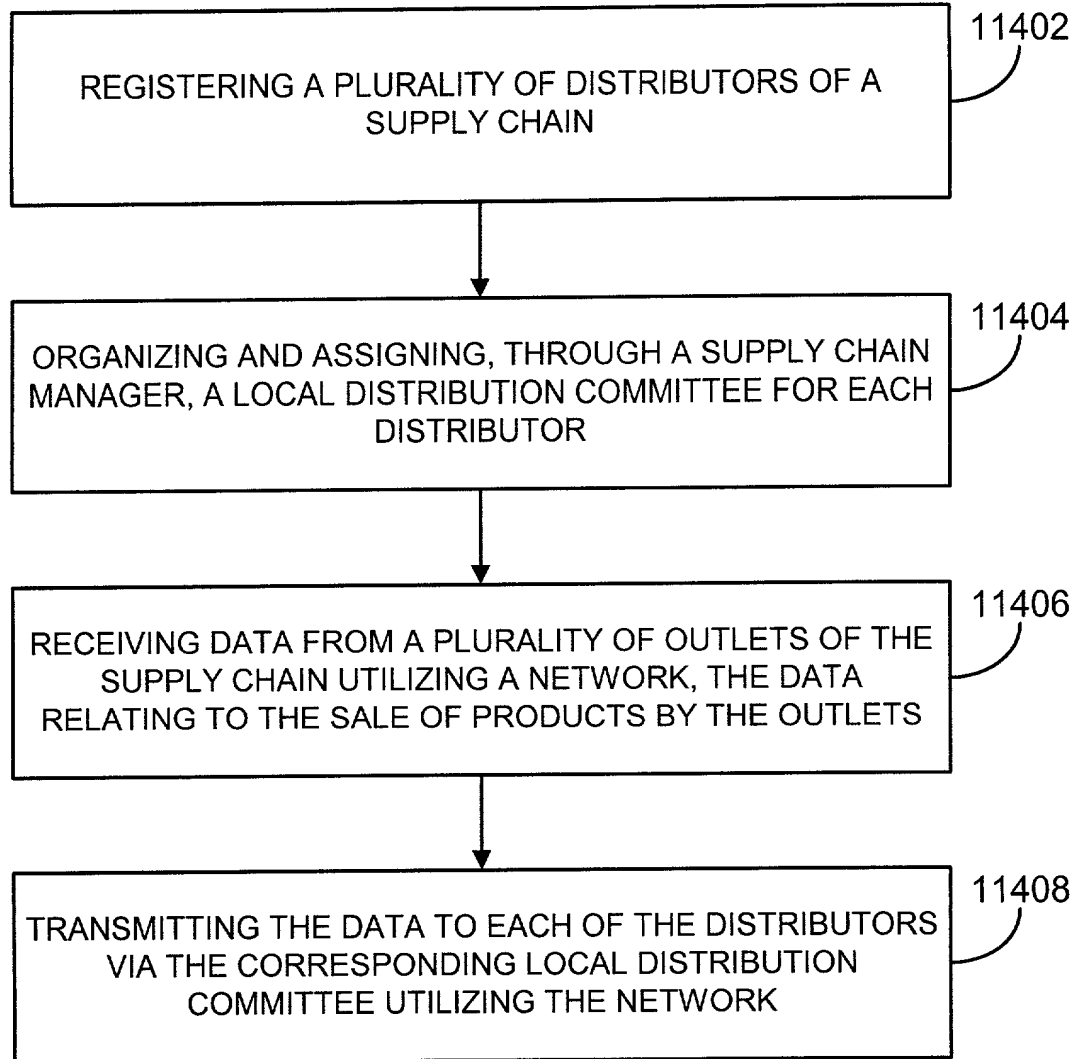 11402
REGISTERING A PLURALITY OF DISTRIBUTORS OF A
SUPPLY CHAIN
11404
ORGANIZING AND ASSIGNING, THROUGH A SUPPLY CHAIN
MANAGER, A LOCAL DISTRIBUTION COMMITTEE FOR EACH
DISTRIBUTOR
11406
RECEIVING DATA FROM A PLURALITY OF OUTLETS OF THE
SUPPLY CHAIN UTILIZING A NETWORK, THE DATA
RELATING TO THE SALE OF PRODUCTS BY THE OUTLETS
11408
TRANSMITTING THE DATA TO EACH OF THE DISTRIBUTORS
VIA THE CORRESPONDING LOCAL DISTRIBUTION
COMMITTEE UTILIZING THE NETWORK